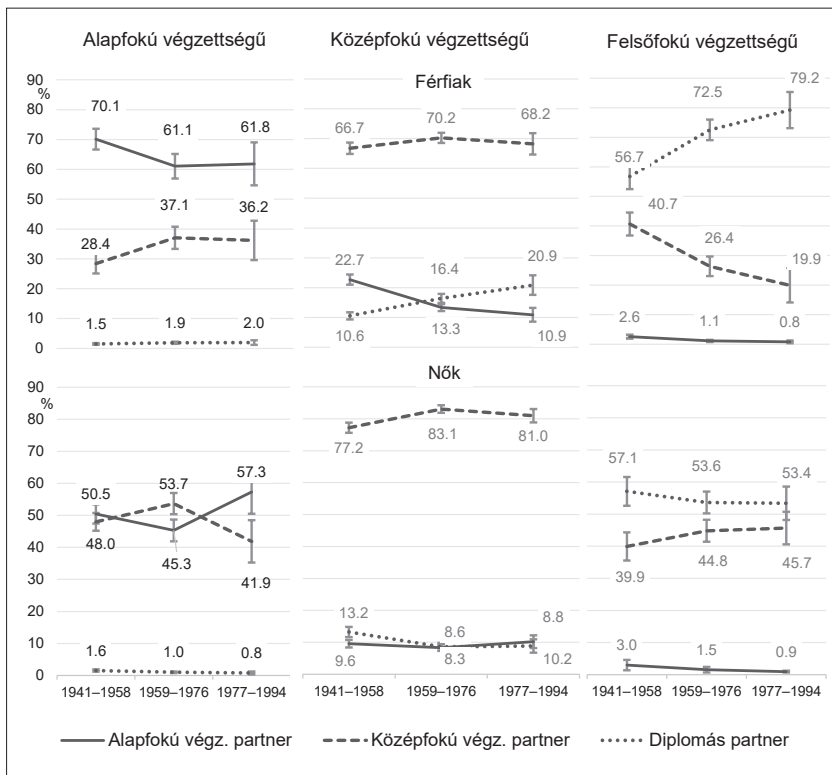 Alapfokú végzettségű Középfokú végzettségű Felsőfokú végzettségű
Férfiak
90
%
80
70
60
50
40
30
20
10
0
70.1 61.1 61.8
28.4 37.1 36.2
1.5 1.9 2.0
66.7 70.2 68.2
22.7 16.4 20.9
10.6 13.3 10.9
56.7 72.5 79.2
40.7 26.4 19.9
2.6 1.1 0.8
Nők
90
%
80
70
60
50
40
30
20
10
0
50.5 53.7 57.3
48.0 45.3 41.9
1.6 1.0 0.8
77.2 83.1 81.0
13.2 8.6 8.8
9.6 8.3 10.2
57.1 53.6 53.4
39.9 44.8 45.7
3.0 1.5 0.9
1941–1958 1959–1976 1977–1994 1941–1958 1959–1976 1977–1994 1941–1958 1959–1976 1977–1994
Alapfokú végz. partner Középfokú végz. partner Diplomás partner